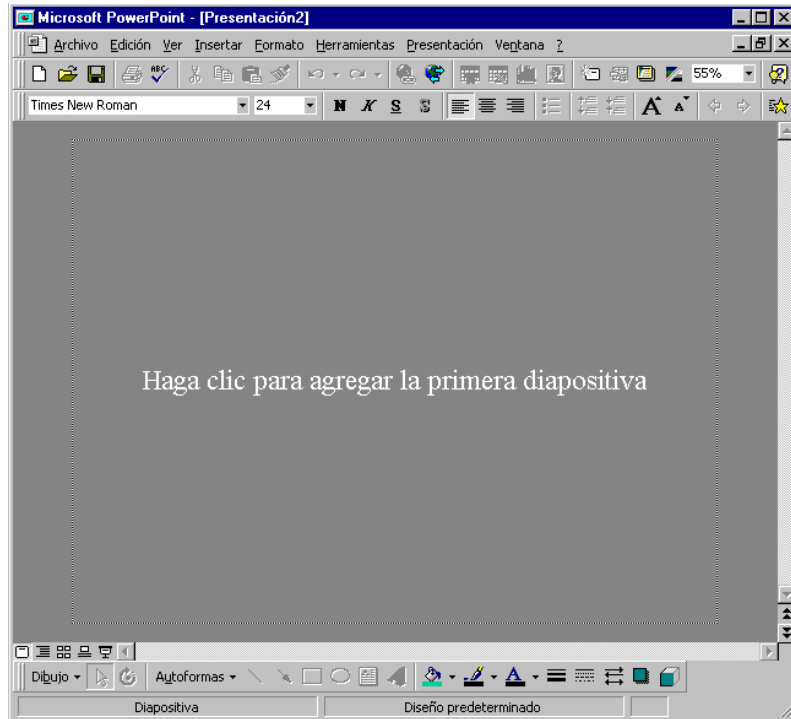 Microsoft PowerPoint - [Presentación2]
Archivo Edición Ver Insertar Formato Herramientas Presentación Ventana ?
ABC 55%
Times New Roman 24 N K S S A A
Haga clic para agregar la primera diapositiva
Dibujo Autoformas A
Diapositiva Diseño predeterminado